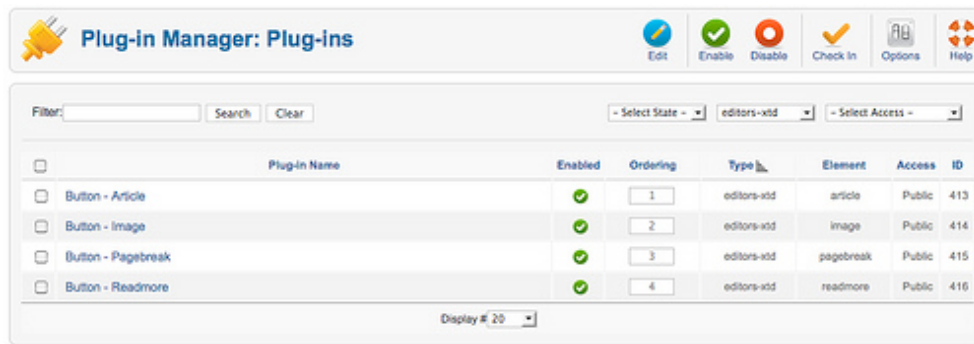 Plug-in Manager: Plug-ins
Edit Enable Disable Check In Options Help
Filter: Search Clear - Select State - editors-xtd - Select Access -
Plug-in Name Enabled Ordering Type Element Access ID
Button - Article 1 editors-xtd article Public 413
Button - Image 2 editors-xtd image Public 414
Button - Pagebreak 3 editors-xtd pagebreak Public 415
Button - Readmore 4 editors-xtd readmore Public 416
Display # 20